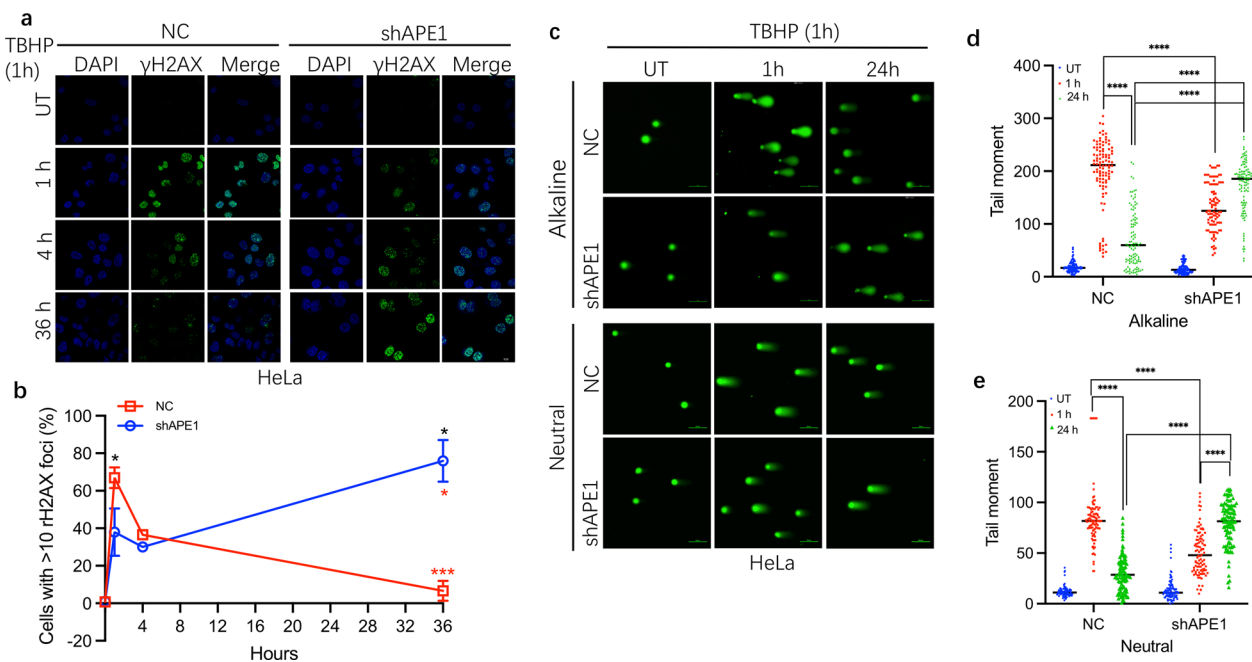 a
TBHP
(1h)
NC
shAPE1
DAPI γH2AX Merge DAPI γH2AX Merge
UT
1 h
4 h
36 h
HeLa
b
Cells with >10 rH2AX foci (%)
100
80
60
40
20
0
-20
NC
shAPE1
*
*
*
***
0 4 8 12 16 20 24 28 32 36
Hours
c
TBHP (1h)
UT 1h 24h
Alkaline
NC
shAPE1
Neutral
NC
shAPE1
HeLa
d
Tail moment
400
300
200
100
0
UT
1 h
24 h
****
****
****
****
NC shAPE1
Alkaline
e
Tail moment
200
150
100
50
0
UT
1 h
24 h
****
****
****
****
NC shAPE1
Neutral